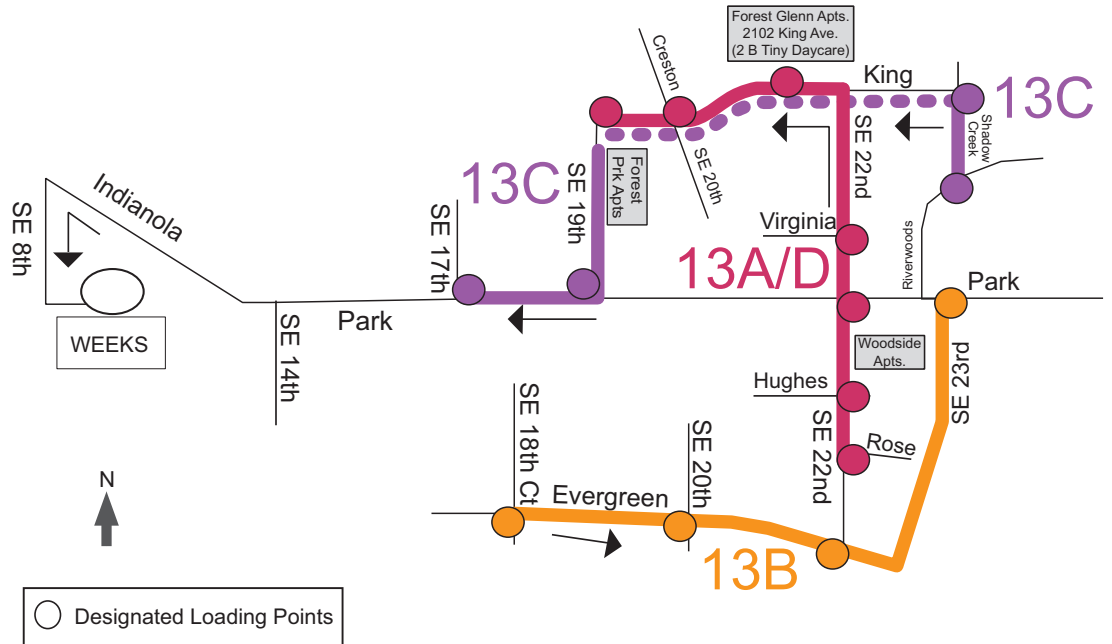 Forest Glenn Apts.
2102 King Ave.
(2 B Tiny Daycare)
Creston
King
13C
Shadow
Creek
SE 22nd
SE 20th
Forest
Prk Apts
13C
SE 19th
Indianola
SE 8th
SE 17th
Virginia
13A/D
Riverwoods
Park
Park
WEEKS
SE 14th
Woodside
Apts.
Hughes
SE 23rd
SE 18th Ct
SE 20th
SE 22nd
Rose
N
Evergreen
13B
Designated Loading Points